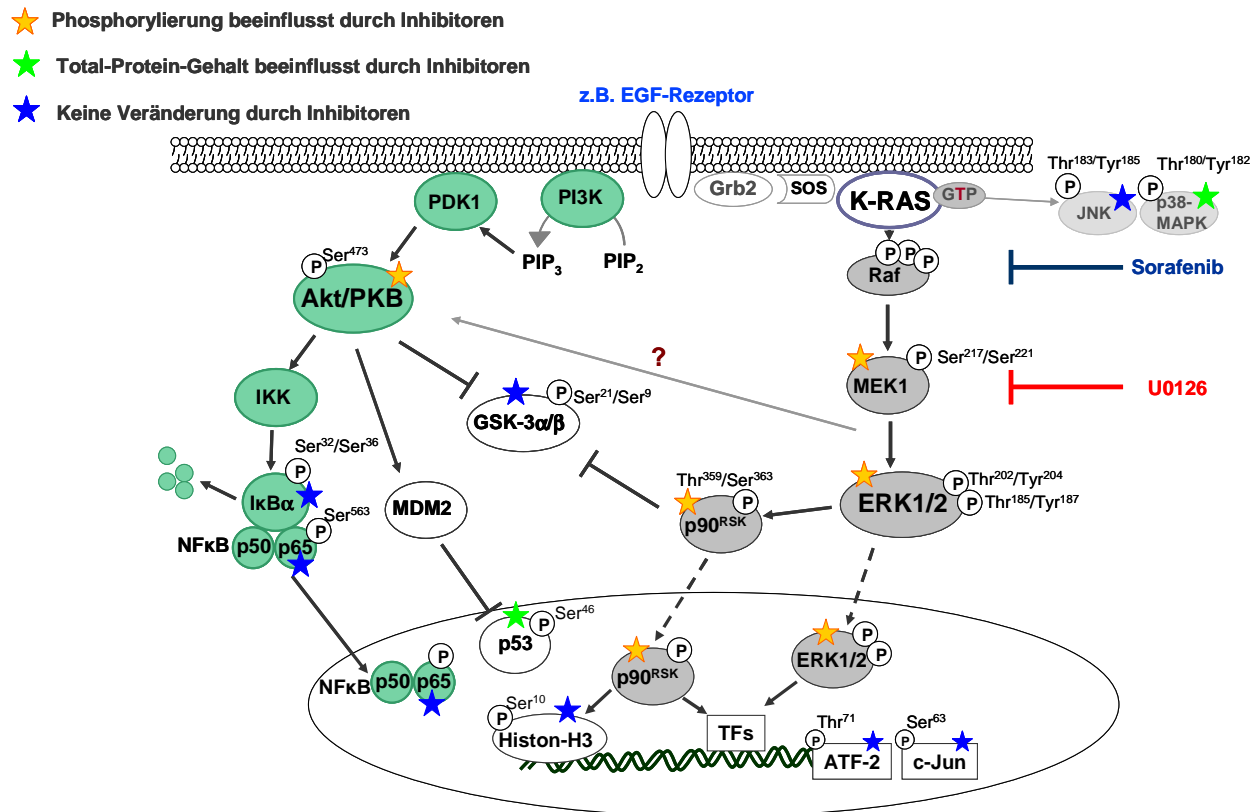 Phosphorylierung beeinflusst durch Inhibitoren
Total-Protein-Gehalt beeinflusst durch Inhibitoren
Keine Veränderung durch Inhibitoren
z.B. EGF-Rezeptor
Thr183/Tyr185
Thr180/Tyr182
PDK1
PI3K
Grb2
SOS
K-RAS
GTP
P
JNK
P
p38-
MAPK
PIP3
PIP2
P
Ser473
Akt/PKB
P
P
P
Raf
Sorafenib
?
P
Ser217/Ser221
MEK1
U0126
IKK
P
Ser21/Ser9
GSK-3α/β
Ser32/Ser36
P
IκBα
Ser563
P
NFκB
p50
p65
MDM2
Thr359/Ser363
P
p90RSK
ERK1/2
P
Thr202/Tyr204
P
Thr185/Tyr187
Ser46
P
p53
P
NFκB
p50
p65
P
p90RSK
P
P
ERK1/2
Ser10
P
Histon-H3
TFs
Thr71
P
ATF-2
Ser63
P
c-Jun